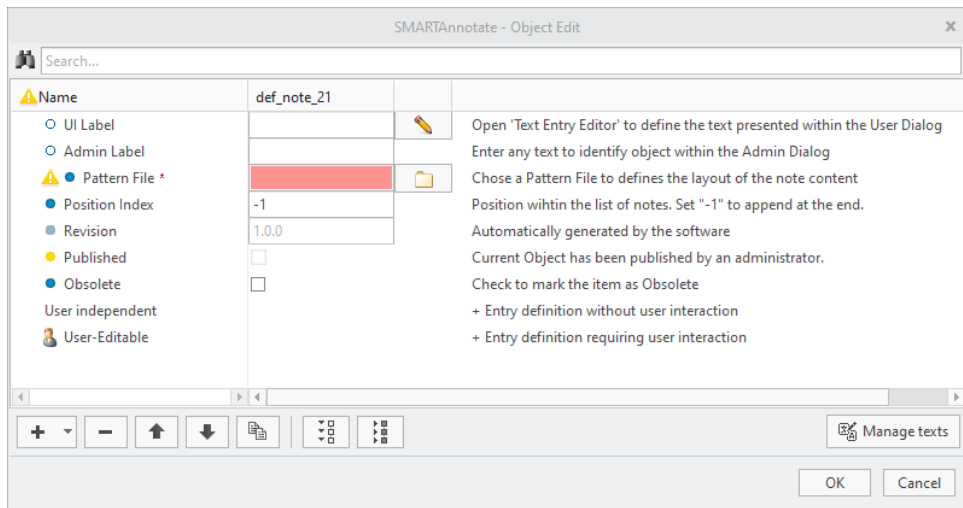 SMARTAnnotate - Object Edit
Search...
Name def_note_21
UI Label Open 'Text Entry Editor' to define the text presented within the User Dialog
Admin Label Enter any text to identify object within the Admin Dialog
Pattern File * Chose a Pattern File to defines the layout of the note content
Position Index -1 Position wihtin the list of notes. Set "-1" to append at the end.
Revision 1.0.0 Automatically generated by the software
Published Current Object has been published by an administrator.
Obsolete Check to mark the item as Obsolete
User independent + Entry definition without user interaction
User-Editable + Entry definition requiring user interaction
Manage texts
OK Cancel